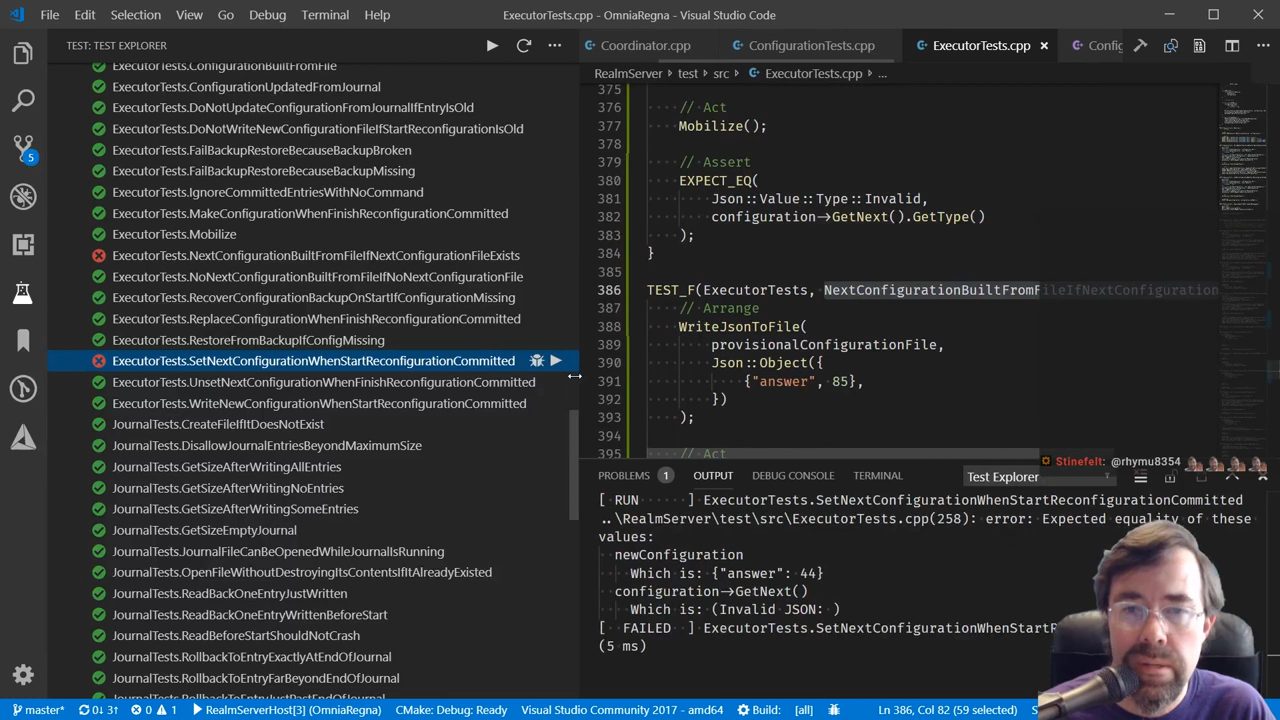 File Edit Selection View Go Debug Terminal Help ExecutorTests.cpp - OmniaRegna - Visual Studio Code
TEST: TEST EXPLORER
ExecutorTests.ConfigurationBuiltFromFile
ExecutorTests.ConfigurationUpdatedFromJournal
ExecutorTests.DoNotUpdateConfigurationFromJournalIfEntryIsOld
ExecutorTests.DoNotWriteNewConfigurationFileIfStartReconfigurationIsOld
ExecutorTests.FailBackupRestoreBecauseBackupBroken
ExecutorTests.FailBackupRestoreBecauseBackupMissing
ExecutorTests.IgnoreCommittedEntriesWithNoCommand
ExecutorTests.MakeConfigurationWhenFinishReconfigurationCommitted
ExecutorTests.Mobilize
ExecutorTests.NextConfigurationBuiltFromFileIfNextConfigurationFileExists
ExecutorTests.NoNextConfigurationBuiltFromFileIfNoNextConfigurationFile
ExecutorTests.RecoverConfigurationBackupOnStartIfConfigurationMissing
ExecutorTests.ReplaceConfigurationWhenFinishReconfigurationCommitted
ExecutorTests.RestoreFromBackupIfConfigMissing
ExecutorTests.SetNextConfigurationWhenStartReconfigurationCommitted
ExecutorTests.UnsetNextConfigurationWhenFinishReconfigurationCommitted
ExecutorTests.WriteNewConfigurationWhenStartReconfigurationCommitted
JournalTests.CreateFileIfItDoesNotExist
JournalTests.DisallowJournalEntriesBeyondMaximumSize
JournalTests.GetSizeAfterWritingAllEntries
JournalTests.GetSizeAfterWritingNoEntries
JournalTests.GetSizeAfterWritingSomeEntries
JournalTests.GetSizeEmptyJournal
JournalTests.JournalFileCanBeOpenedWhileJournalIsRunning
JournalTests.OpenFileWithoutDestroyingItsContentsIfItAlreadyExisted
JournalTests.ReadBackOneEntryJustWritten
JournalTests.ReadBackOneEntryWrittenBeforeStart
JournalTests.ReadBeforeStartShouldNotCrash
JournalTests.RollbackToEntryExactlyAtEndOfJournal
JournalTests.RollbackToEntryFarBeyondEndOfJournal
JournalTests.RollbackToEntryJustPastEndOfJournal
5
Coordinator.cpp ConfigurationTests.cpp ExecutorTests.cpp Config
RealmServer > test > src > ExecutorTests.cpp > ...
375
376 // Act
377 Mobilize();
378
379 // Assert
380 EXPECT_EQ(
381 Json::Value::Type::Invalid,
382 configuration->GetNext().GetType()
383 );
384 }
385
386 TEST_F(ExecutorTests, NextConfigurationBuiltFromFileIfNextConfiguration
387 // Arrange
388 WriteJsonToFile(
389 provisionalConfigurationFile,
390 Json::Object({
391 {"answer", 85},
392 })
393 );
394
395 // Act
Stinefelt: @rhymu8354
PROBLEMS 1 OUTPUT DEBUG CONSOLE TERMINAL Test Explorer
[ RUN ] ExecutorTests.SetNextConfigurationWhenStartReconfigurationCommitted
..\RealmServer\test\src\ExecutorTests.cpp(258): error: Expected equality of these
values:
newConfiguration
Which is: {"answer": 44}
configuration->GetNext()
Which is: (Invalid JSON: )
[ FAILED ] ExecutorTests.SetNextConfigurationWhenStartR
(5 ms)
master* 0↓ 3↑ 0 1 RealmServerHost[3] (OmniaRegna) CMake: Debug: Ready Visual Studio Community 2017 - amd64 Build: [all] Ln 386, Col 82 (59 selected)